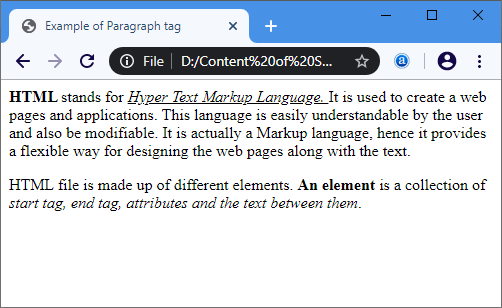 Example of Paragraph tag
File | D:/Content%20of%20S...
HTML stands for Hyper Text Markup Language. It is used to create a web
pages and applications. This language is easily understandable by the user
and also be modifiable. It is actually a Markup language, hence it provides
a flexible way for designing the web pages along with the text.
HTML file is made up of different elements. An element is a collection of
start tag, end tag, attributes and the text between them.